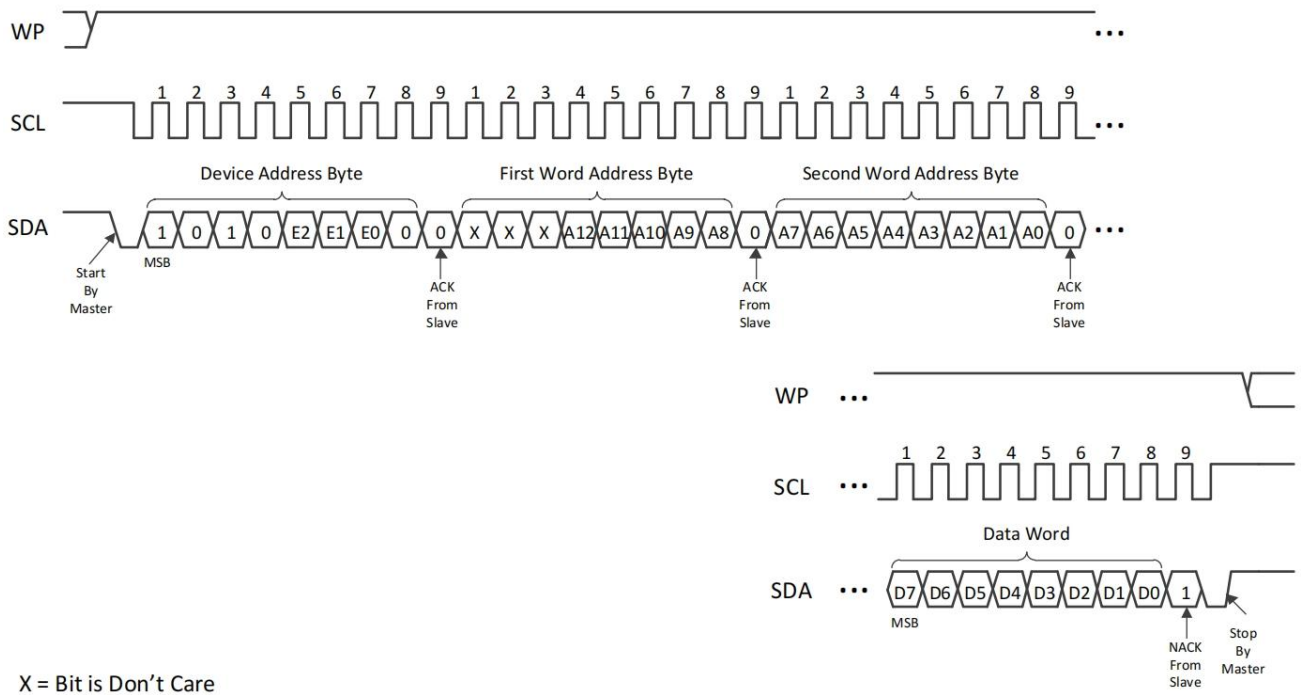 WP
...
1 2 3 4 5 6 7 8 9 1 2 3 4 5 6 7 8 9 1 2 3 4 5 6 7 8 9
SCL
...
Device Address Byte First Word Address Byte Second Word Address Byte
SDA 1 0 1 0 E2 E1 E0 0 0 X X X A12 A11 A10 A9 A8 0 A7 A6 A5 A4 A3 A2 A1 A0 0 ...
MSB
Start
By
Master
ACK
From
Slave
ACK
From
Slave
ACK
From
Slave
WP ...
1 2 3 4 5 6 7 8 9
SCL ...
Data Word
SDA ... D7 D6 D5 D4 D3 D2 D1 D0 1
MSB
NACK
From
Slave
Stop
By
Master
X = Bit is Don’t Care